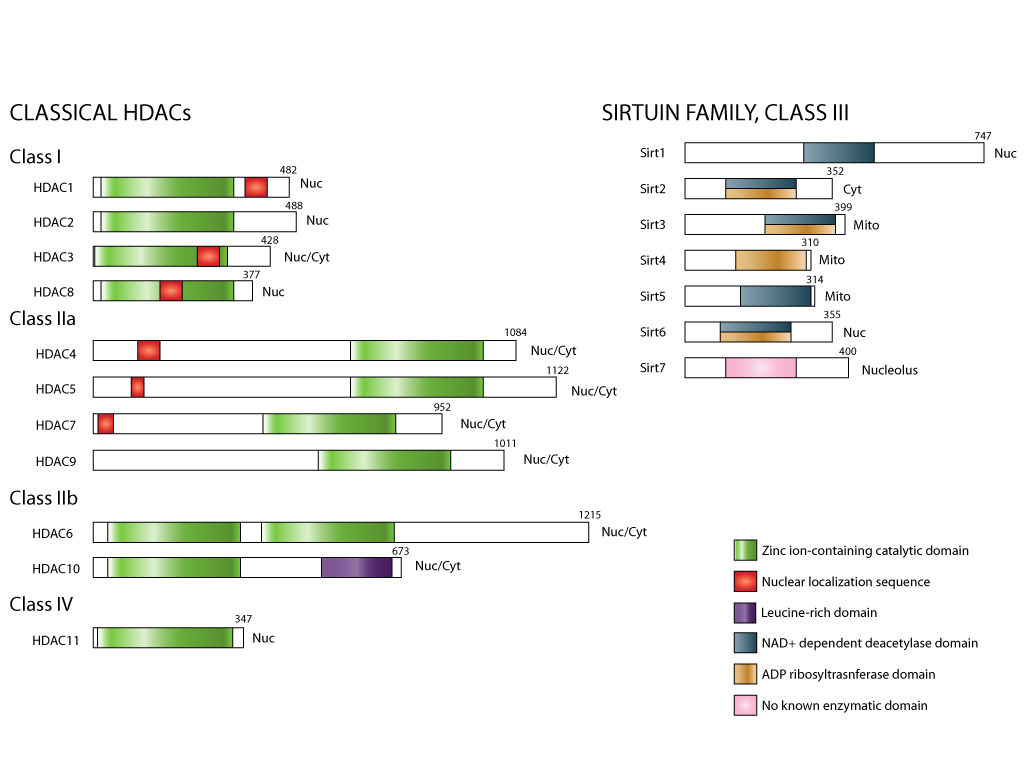 CLASSICAL HDACs
Class I
HDAC1 482 Nuc
HDAC2 488 Nuc
HDAC3 428 Nuc/Cyt
HDAC8 377 Nuc
Class IIa
HDAC4 1084 Nuc/Cyt
HDAC5 1122 Nuc/Cyt
HDAC7 952 Nuc/Cyt
HDAC9 1011 Nuc/Cyt
Class IIb
HDAC6 1215 Nuc/Cyt
HDAC10 673 Nuc/Cyt
Class IV
HDAC11 347 Nuc
SIRTUIN FAMILY, CLASS III
Sirt1 747 Nuc
Sirt2 352 Cyt
Sirt3 399 Mito
Sirt4 310 Mito
Sirt5 314 Mito
Sirt6 355 Nuc
Sirt7 400 Nucleolus
Zinc ion-containing catalytic domain
Nuclear localization sequence
Leucine-rich domain
NAD+ dependent deacetylase domain
ADP ribosyltrasnferase domain
No known enzymatic domain